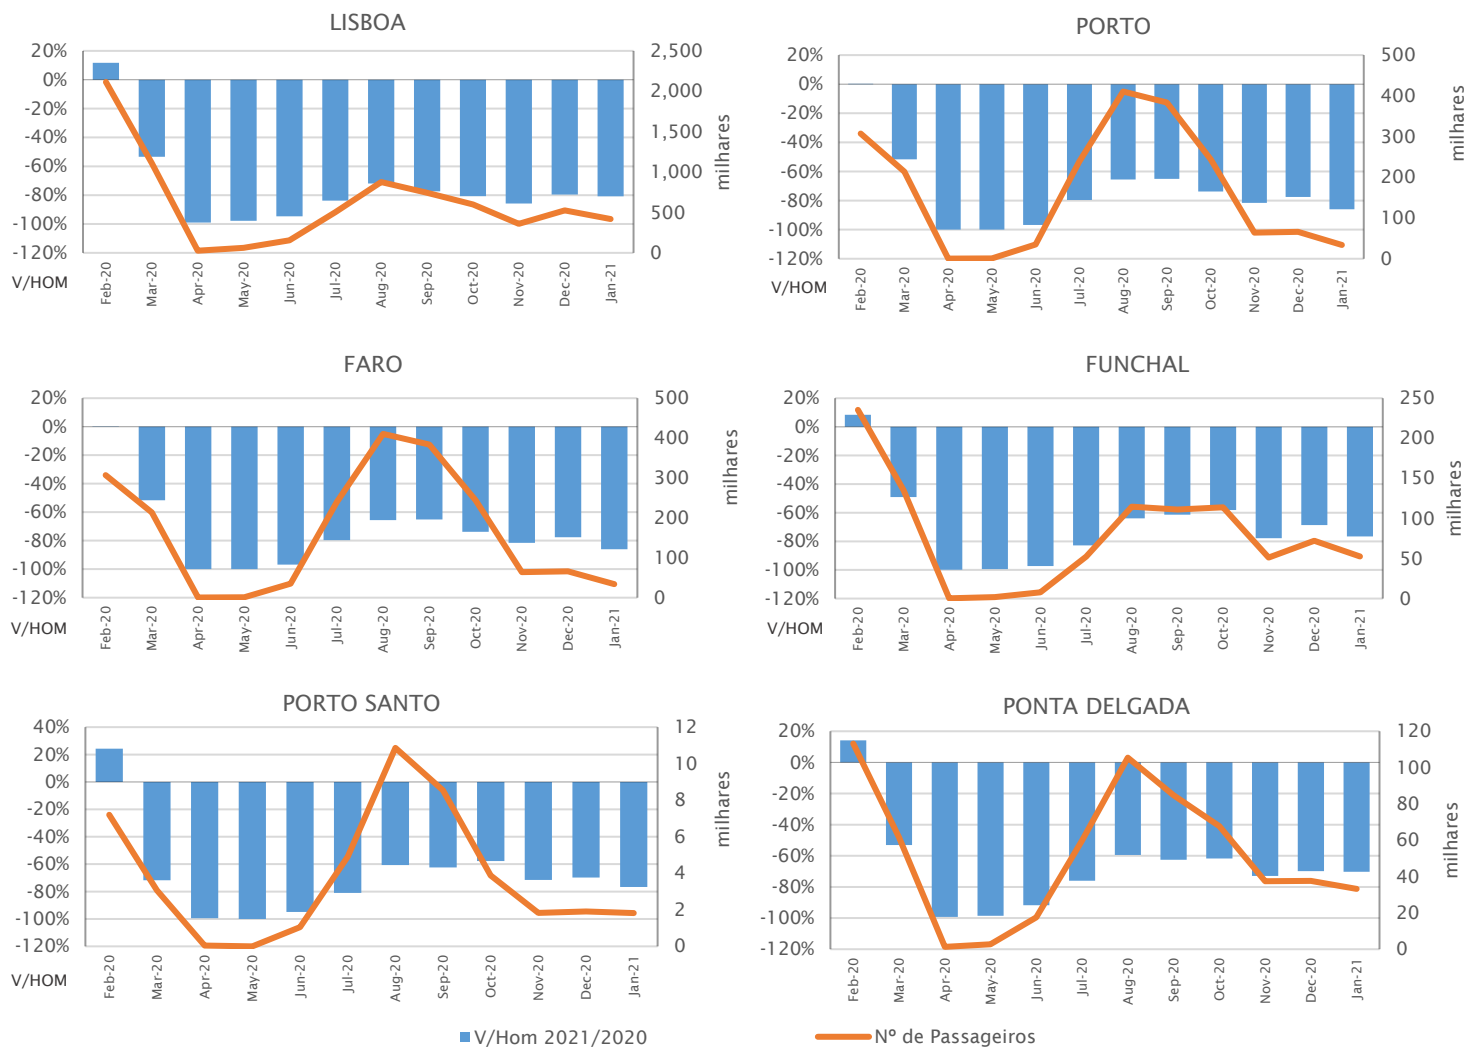 LISBOA
20%
0%
-20%
-40%
-60%
-80%
-100%
-120%
V/HOM
2,500
2,000
1,500
1,000
500
0
milhares
Feb-20
Mar-20
Apr-20
May-20
Jun-20
Jul-20
Aug-20
Sep-20
Oct-20
Nov-20
Dec-20
Jan-21
PORTO
20%
0%
-20%
-40%
-60%
-80%
-100%
-120%
V/HOM
500
400
300
200
100
0
milhares
Feb-20
Mar-20
Apr-20
May-20
Jun-20
Jul-20
Aug-20
Sep-20
Oct-20
Nov-20
Dec-20
Jan-21
FARO
20%
0%
-20%
-40%
-60%
-80%
-100%
-120%
V/HOM
500
400
300
200
100
0
milhares
Feb-20
Mar-20
Apr-20
May-20
Jun-20
Jul-20
Aug-20
Sep-20
Oct-20
Nov-20
Dec-20
Jan-21
FUNCHAL
20%
0%
-20%
-40%
-60%
-80%
-100%
-120%
V/HOM
250
200
150
100
50
0
milhares
Feb-20
Mar-20
Apr-20
May-20
Jun-20
Jul-20
Aug-20
Sep-20
Oct-20
Nov-20
Dec-20
Jan-21
PORTO SANTO
40%
20%
0%
-20%
-40%
-60%
-80%
-100%
-120%
V/HOM
12
10
8
6
4
2
0
milhares
Feb-20
Mar-20
Apr-20
May-20
Jun-20
Jul-20
Aug-20
Sep-20
Oct-20
Nov-20
Dec-20
Jan-21
PONTA DELGADA
20%
0%
-20%
-40%
-60%
-80%
-100%
-120%
V/HOM
120
100
80
60
40
20
0
milhares
Feb-20
Mar-20
Apr-20
May-20
Jun-20
Jul-20
Aug-20
Sep-20
Oct-20
Nov-20
Dec-20
Jan-21
V/Hom 2021/2020
Nº de Passageiros